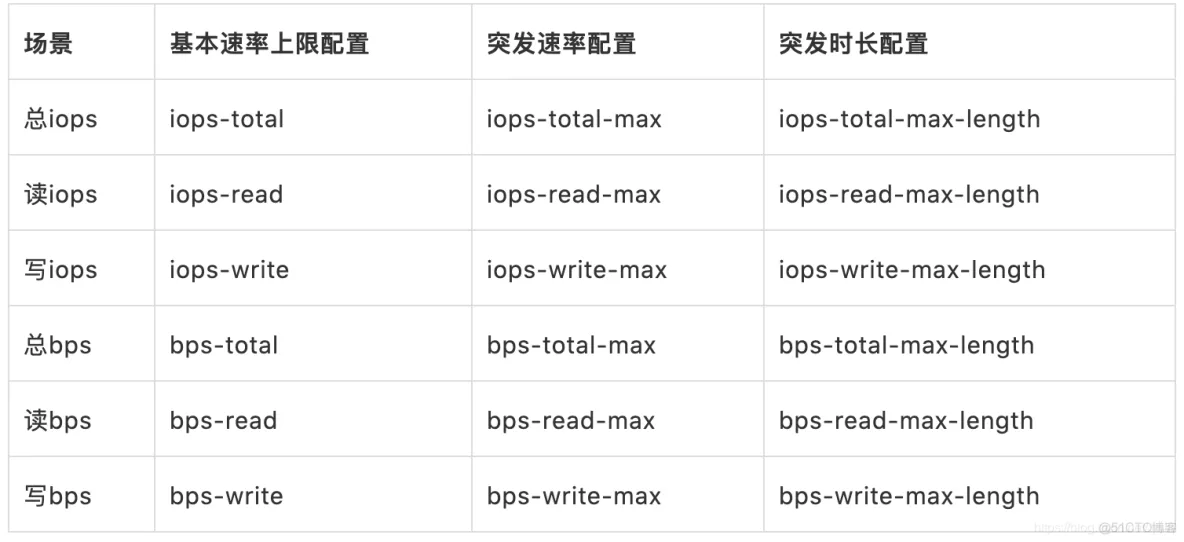 场景 基本速率上限配置 突发速率配置 突发时长配置
总iops iops-total iops-total-max iops-total-max-length
读iops iops-read iops-read-max iops-read-max-length
写iops iops-write iops-write-max iops-write-max-length
总bps bps-total bps-total-max bps-total-max-length
读bps bps-read bps-read-max bps-read-max-length
写bps bps-write bps-write-max bps-write-max-length
@51CTO博客